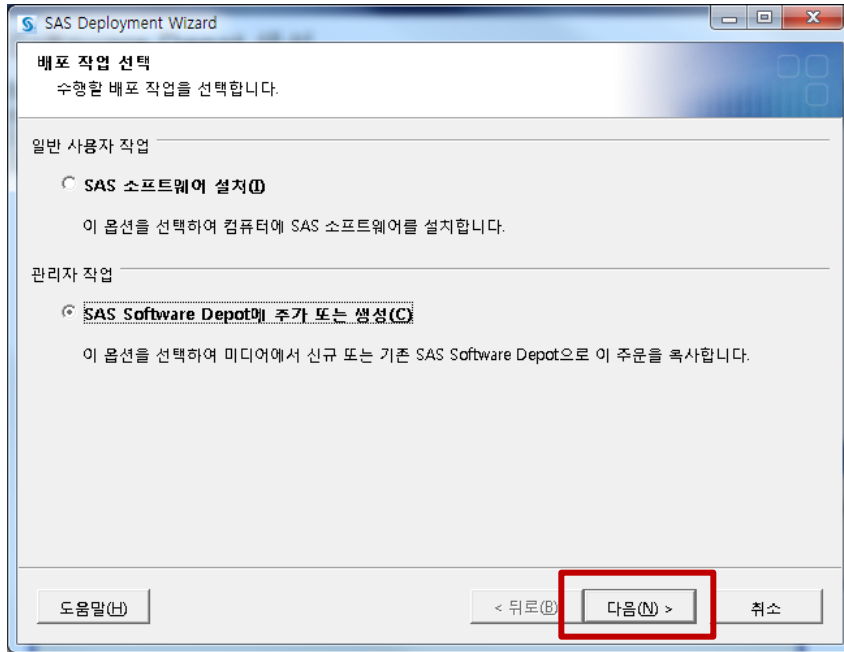 SAS Deployment Wizard
배포 작업 선택
수행할 배포 작업을 선택합니다.
일반 사용자 작업
SAS 소프트웨어 설치(I)
이 옵션을 선택하여 컴퓨터에 SAS 소프트웨어를 설치합니다.
관리자 작업
SAS Software Depot에 추가 또는 생성(C)
이 옵션을 선택하여 미디어에서 신규 또는 기존 SAS Software Depot으로 이 주문을 복사합니다.
도움말(H)
< 뒤로(B)
다음(N) >
취소